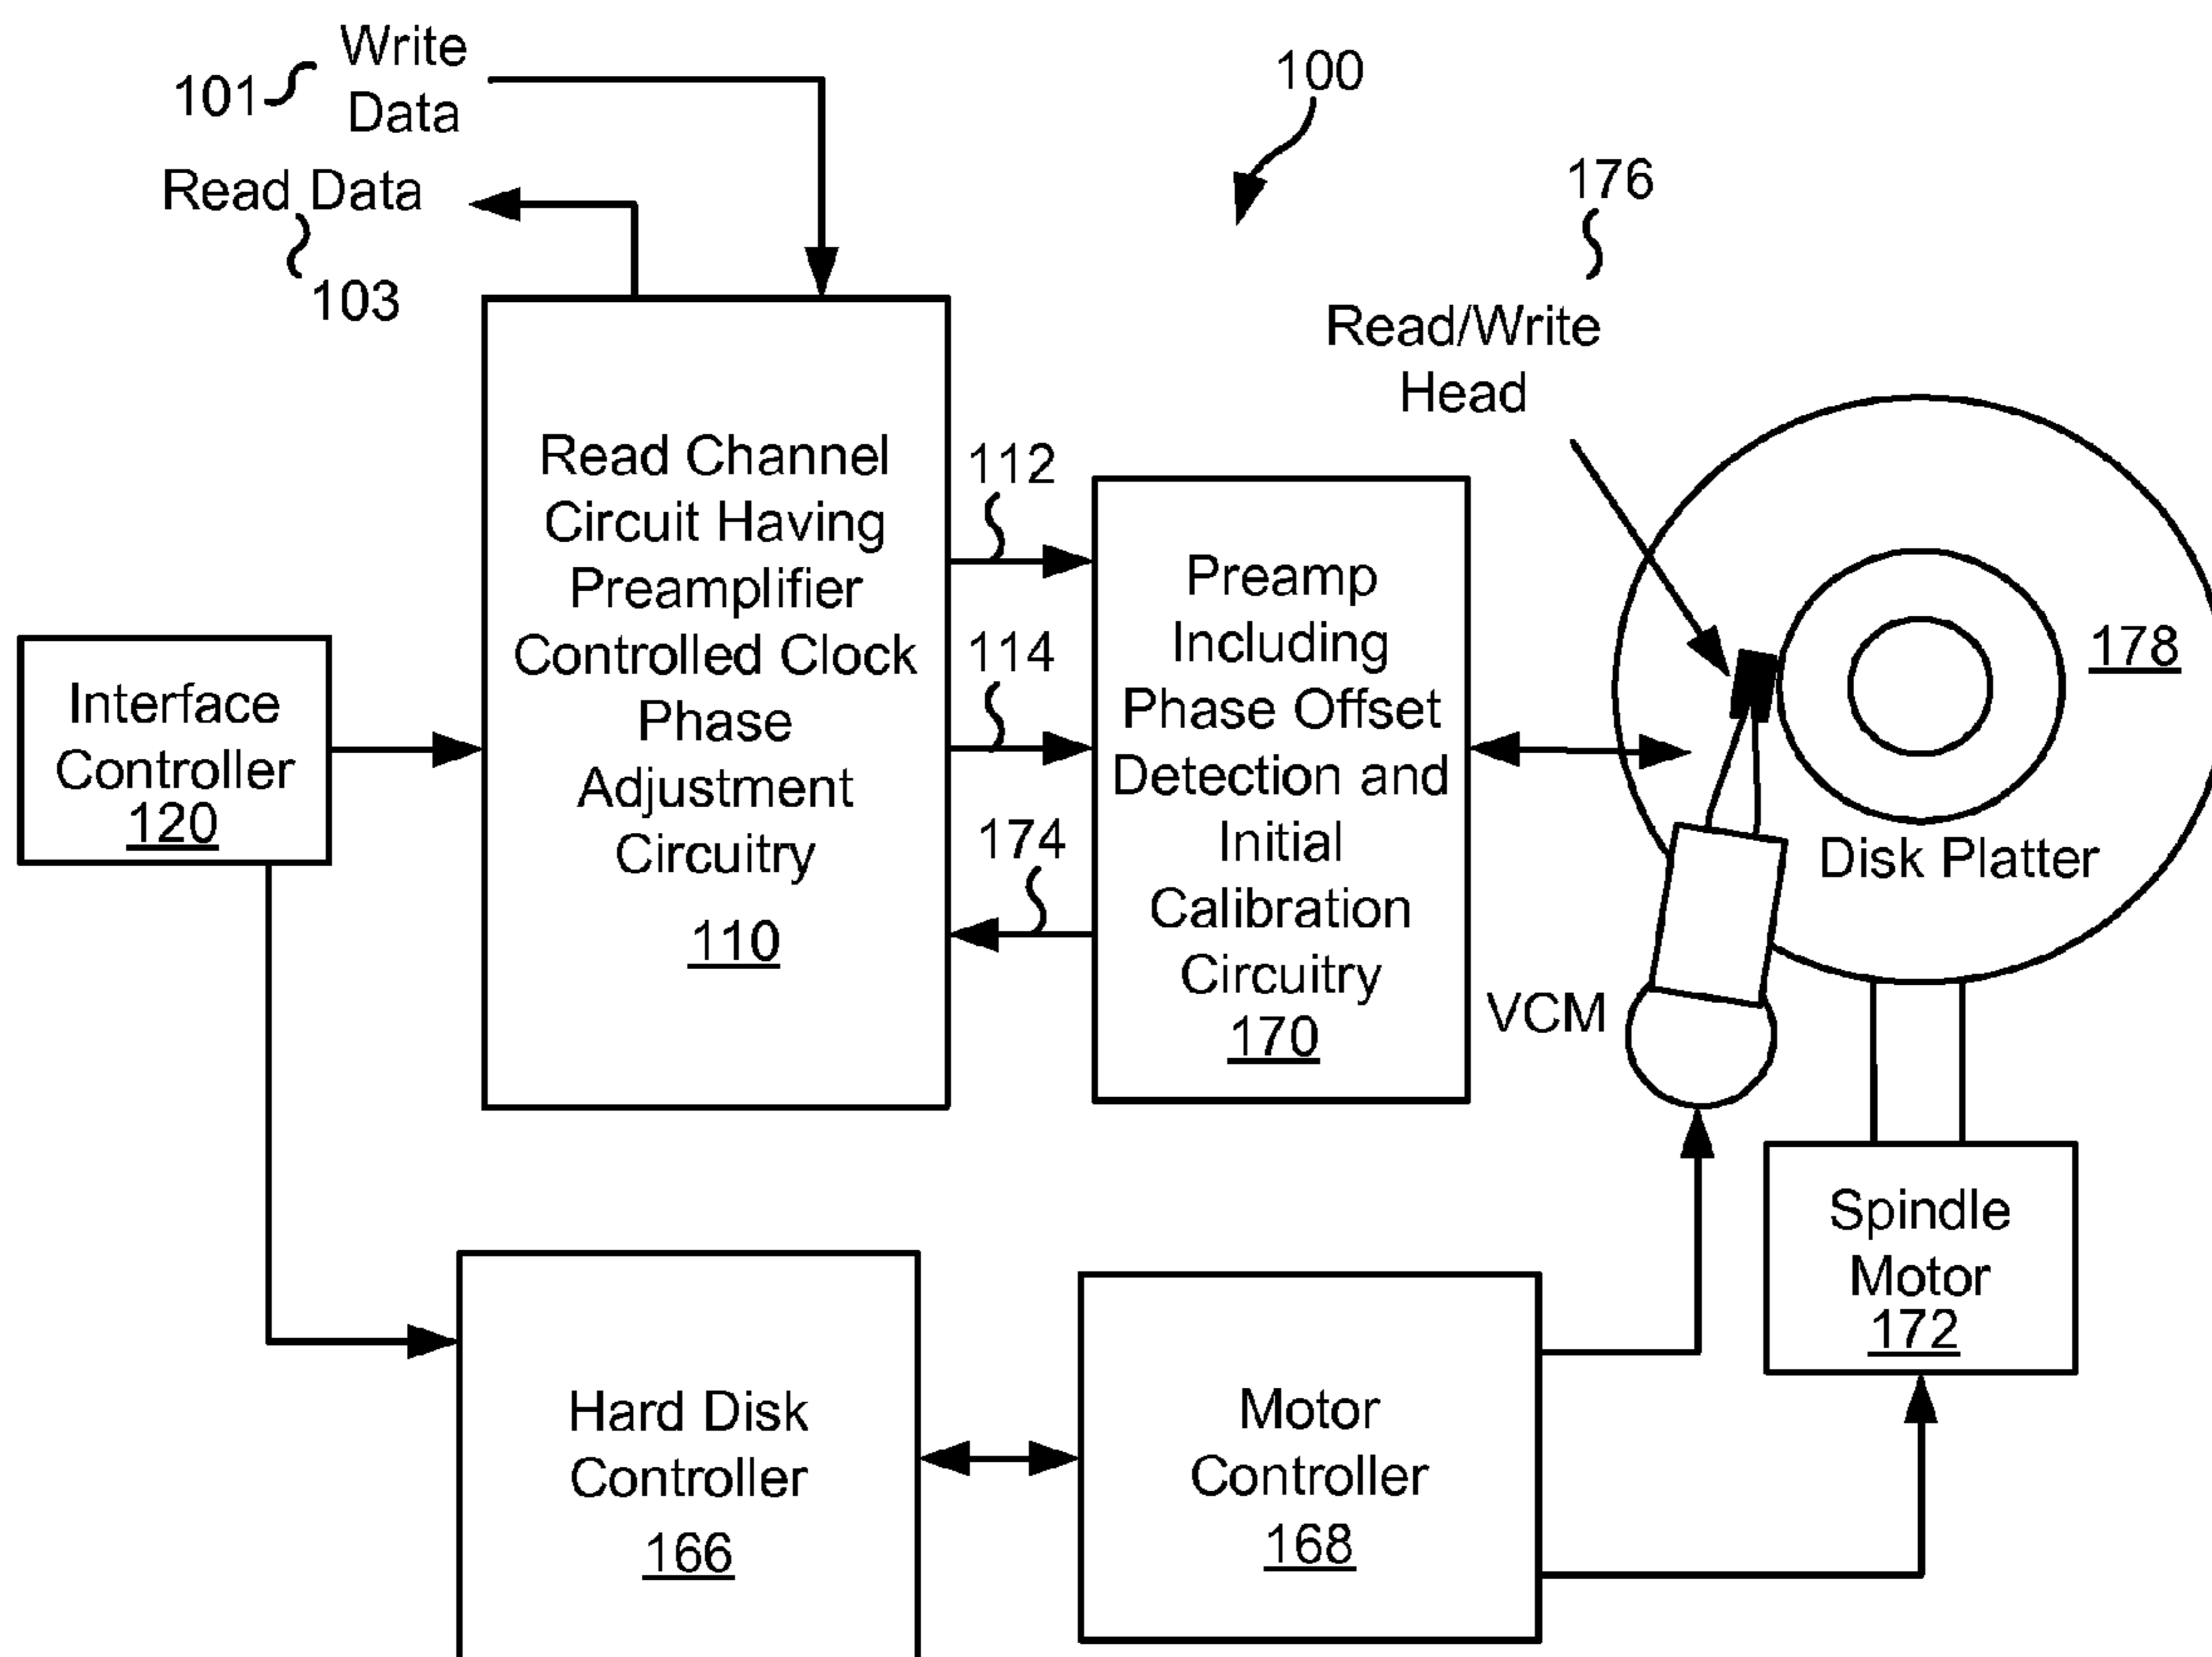 Write
101
Data
Read Data
103
100
176
Read/Write
Head
Read Channel
Circuit Having
Preamplifier
Controlled Clock
Phase
Adjustment
Circuitry
110
112
114
174
Preamp
Including
Phase Offset
Detection and
Initial
Calibration
Circuitry
170
Interface
Controller
120
178
Disk Platter
VCM
Spindle
Motor
172
Hard Disk
Controller
166
Motor
Controller
168